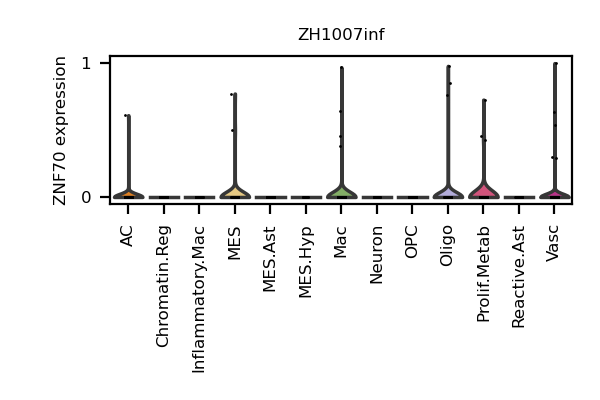 ZH1007inf
ZNF70 expression
1
0
AC
Chromatin.Reg
Inflammatory.Mac
MES
MES.Ast
MES.Hyp
Mac
Neuron
OPC
Oligo
Prolif.Metab
Reactive.Ast
Vasc